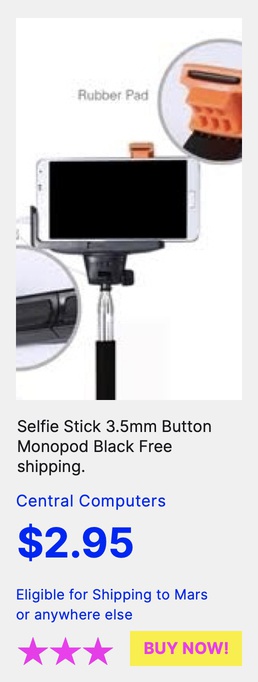 Rubber Pad
Selfie Stick 3.5mm Button
Monopod Black Free
shipping.
Central Computers
$2.95
Eligible for Shipping to Mars
or anywhere else
BUY NOW!